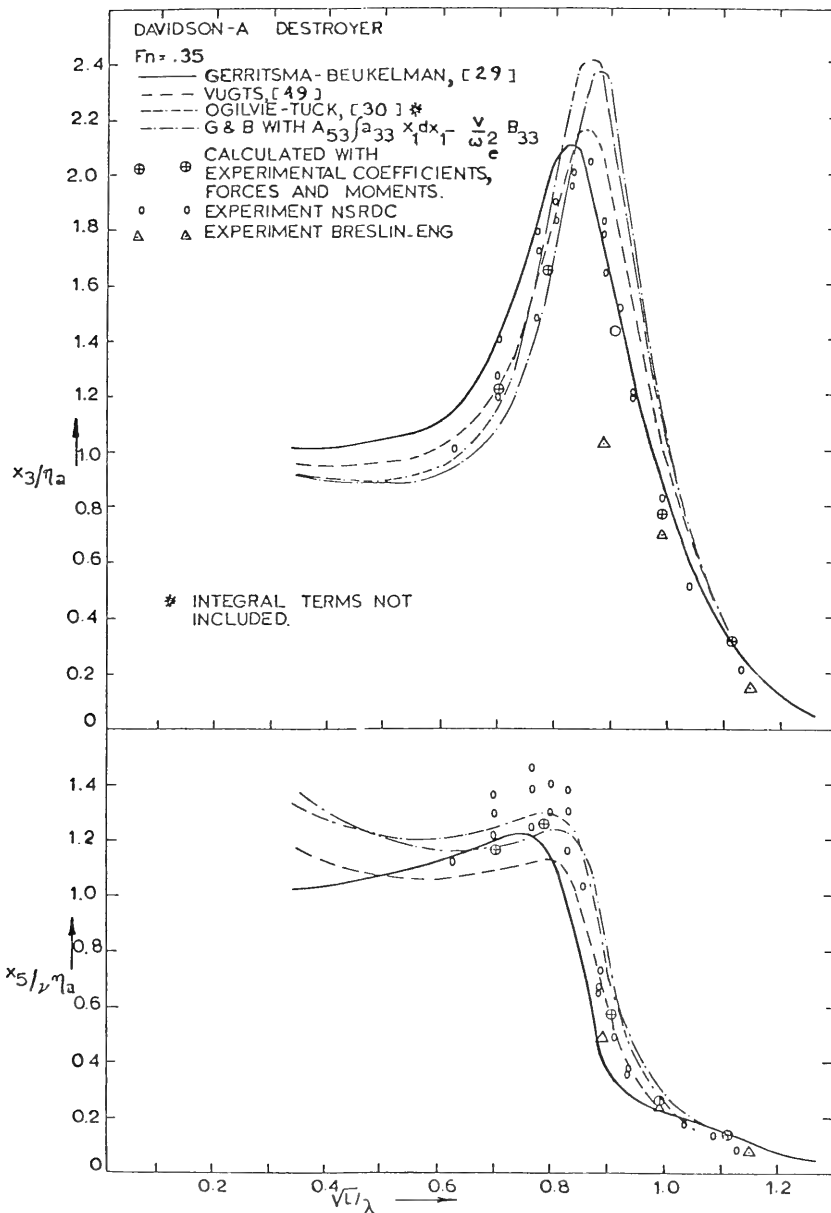 DAVIDSON-A DESTROYER
Fn = .35
GERRITSMA-BEUKELMAN, [29]
VUGTS, [49]
OGILVIE-TUCK, [30] *
G & B WITH A53∫a33 x1dx1 - V/ωe² B33
CALCULATED WITH
EXPERIMENTAL COEFFICIENTS,
FORCES AND MOMENTS.
EXPERIMENT NSRDC
EXPERIMENT BRESLIN-ENG
2.4
2.2
2.0
1.8
1.6
1.4
1.2
1.0
x3/ηa
0.8
0.6
* INTEGRAL TERMS NOT
INCLUDED.
0.4
0.2
0
1.4
1.2
1.0
0.8
x5/νηa
0.6
0.4
0.2
0
0.2
0.4
0.6
0.8
1.0
1.2
√L/λ